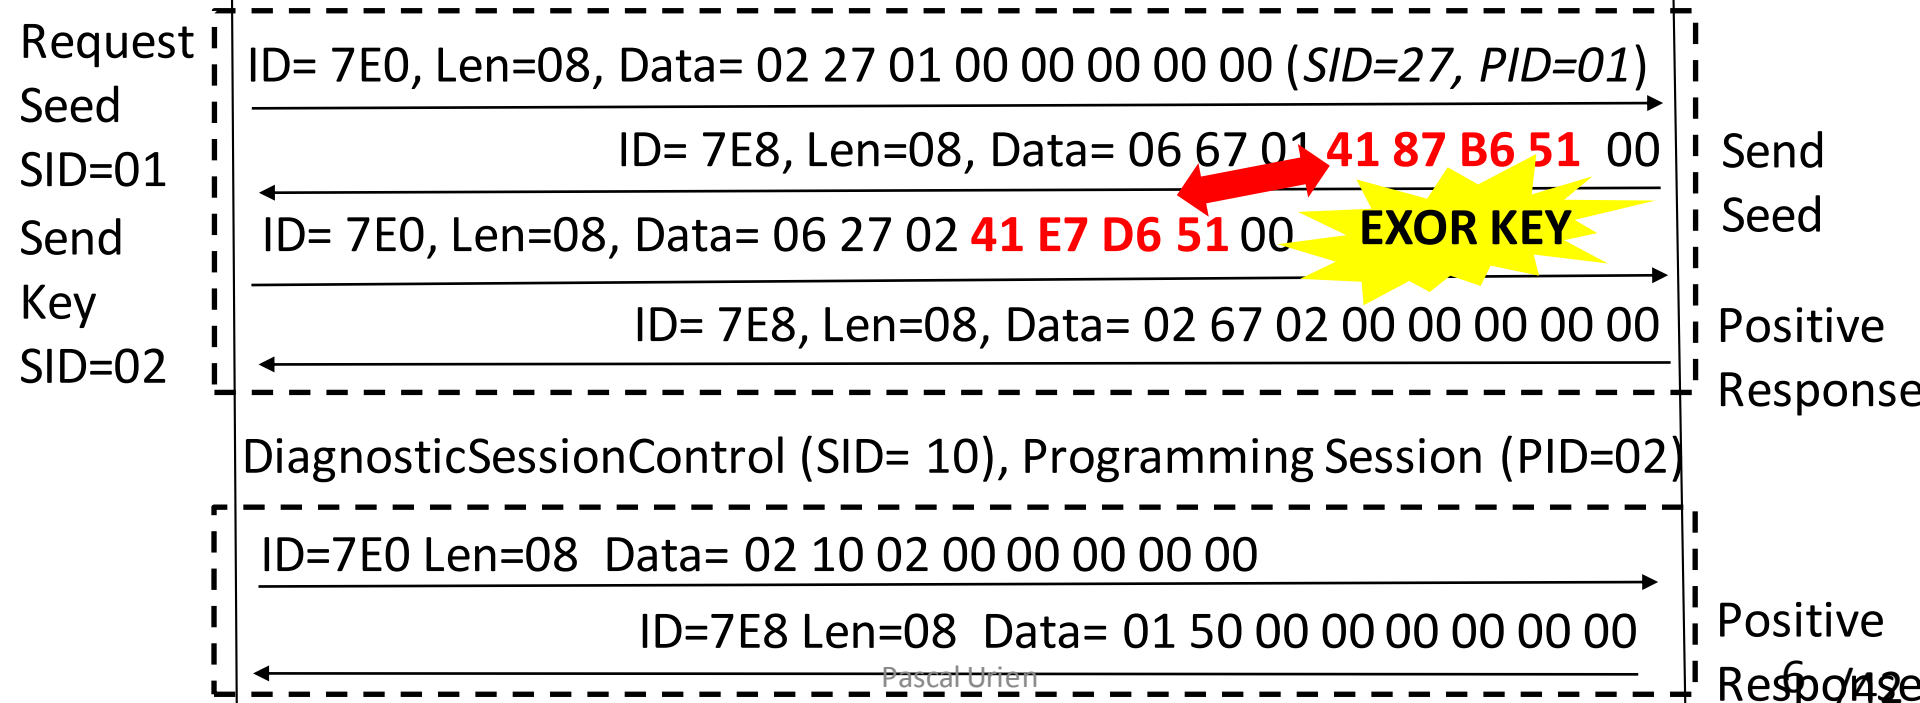 Request
Seed
SID=01
Send
Key
SID=02
ID= 7E0, Len=08, Data= 02 27 01 00 00 00 00 00 (SID=27, PID=01)
ID= 7E8, Len=08, Data= 06 67 01 41 87 B6 51 00
ID= 7E0, Len=08, Data= 06 27 02 41 E7 D6 51 00
EXOR KEY
ID= 7E8, Len=08, Data= 02 67 02 00 00 00 00 00
Send
Seed
Positive
Response
DiagnosticSessionControl (SID= 10), Programming Session (PID=02)
ID=7E0 Len=08 Data= 02 10 02 00 00 00 00 00
ID=7E8 Len=08 Data= 01 50 00 00 00 00 00 00
Positive
Response
Pascal Urien
6 /42